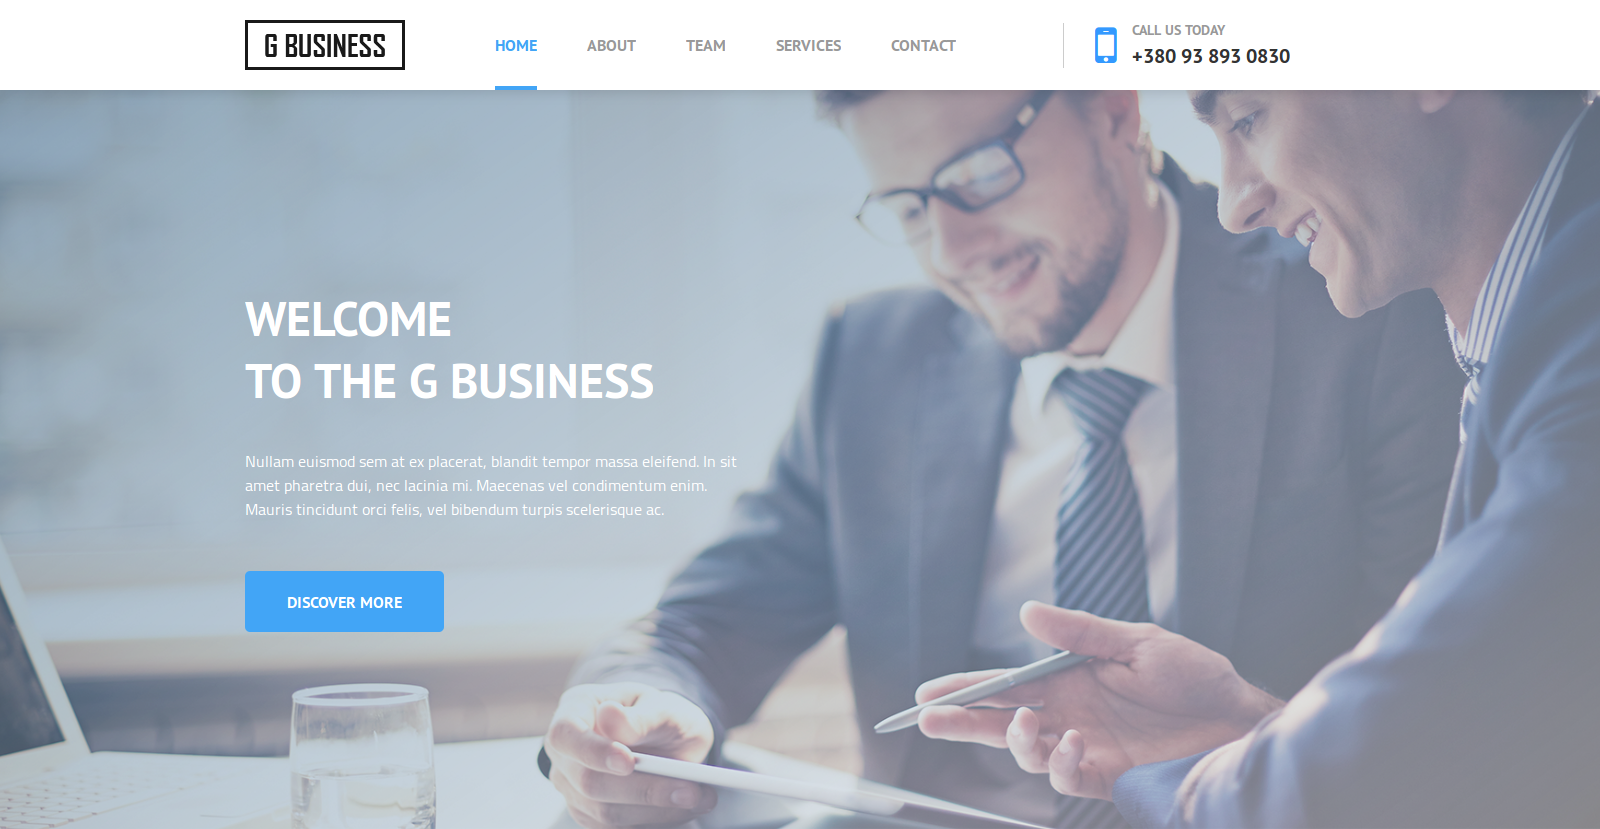 G BUSINESS
HOME
ABOUT
TEAM
SERVICES
CONTACT
CALL US TODAY
+380 93 893 0830
WELCOME
TO THE G BUSINESS
Nullam euismod sem at ex placerat, blandit tempor massa eleifend. In sit
amet pharetra dui, nec lacinia mi. Maecenas vel condimentum enim.
Mauris tincidunt orci felis, vel bibendum turpis scelerisque ac.
DISCOVER MORE